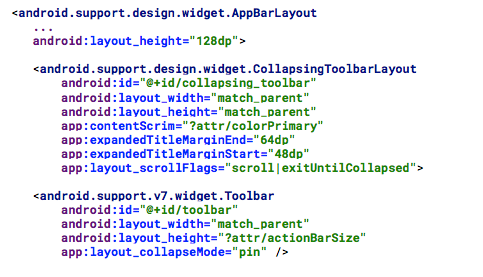 <android.support.design.widget.AppBarLayout
...
android:layout_height="128dp">
<android.support.design.widget.CollapsingToolbarLayout
android:id="@+id/collapsing_toolbar"
android:layout_width="match_parent"
android:layout_height="match_parent"
app:contentScrim="?attr/colorPrimary"
app:expandedTitleMarginEnd="64dp"
app:expandedTitleMarginStart="48dp"
app:layout_scrollFlags="scroll|exitUntilCollapsed">
<android.support.v7.widget.Toolbar
android:id="@+id/toolbar"
android:layout_width="match_parent"
android:layout_height="?attr/actionBarSize"
app:layout_collapseMode="pin" />